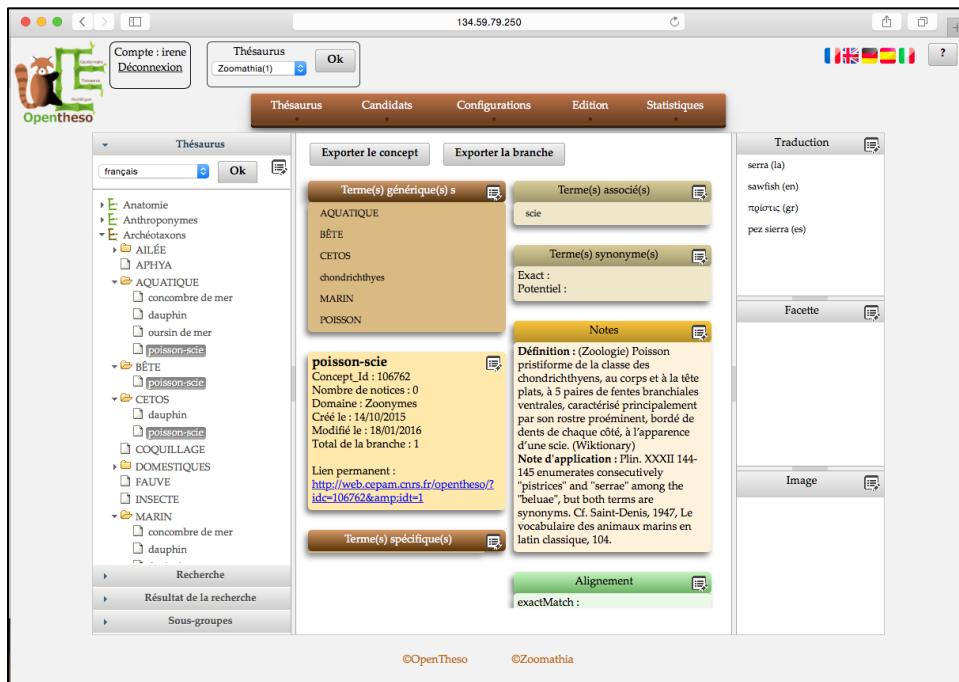 134.59.79.250
Compte : irene
Déconnexion
Thésaurus
Zoomathia(1)
Ok
?
Opentheso
Thésaurus
Candidats
Configurations
Edition
Statistiques
Thésaurus
français
Ok
Anatomie
Anthroponymes
Archéotaxons
AILÉE
APHYA
AQUATIQUE
concombre de mer
dauphin
oursin de mer
poisson-scie
BÊTE
poisson-scie
CETOS
dauphin
poisson-scie
COQUILLAGE
DOMESTIQUES
FAUVE
INSECTE
MARIN
concombre de mer
dauphin
Recherche
Résultat de la recherche
Sous-groupes
Exporter le concept
Exporter la branche
Terme(s) générique(s) s
AQUATIQUE
BÊTE
CETOS
chondrichthyes
MARIN
POISSON
poisson-scie
Concept_Id : 106762
Nombre de notices : 0
Domaine : Zoonymes
Créé le : 14/10/2015
Modifié le : 18/01/2016
Total de la branche : 1
Lien permanent :
http://web.cepam.cnrs.fr/opentheso/?
idc=106762&amp;idt=1
Terme(s) spécifique(s)
Terme(s) associé(s)
scie
Terme(s) synonyme(s)
Exact :
Potentiel :
Notes
Définition : (Zoologie) Poisson
pristiforme de la classe des
chondrichthyens, au corps et à la tête
plats, à 5 paires de fentes branchiales
ventrales, caractérisé principalement
par son rostre proéminent, bordé de
dents de chaque côté, à l'apparence
d'une scie. (Wiktionary)
Note d'application : Plin. XXXII 144-
145 enumerates consecutively
"pistrices" and "serrae" among the
"beluae", but both terms are
synonyms. Cf. Saint-Denis, 1947, Le
vocabulaire des animaux marins en
latin classique, 104.
Alignement
exactMatch :
Traduction
serra (la)
sawfish (en)
πρίστις (gr)
pez sierra (es)
Facette
Image
©OpenTheso
©Zoomathia